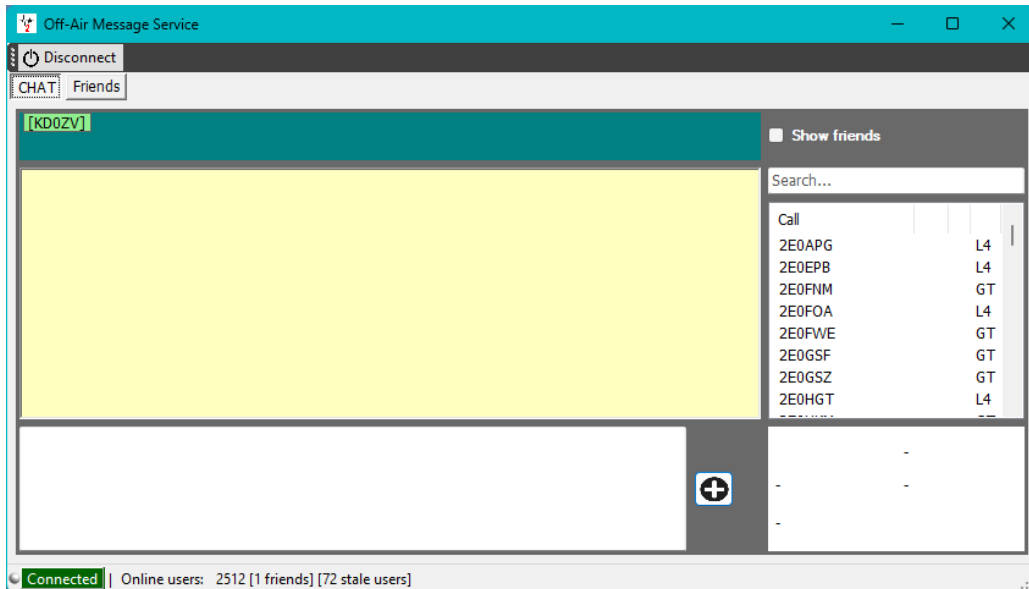 Off-Air Message Service
Disconnect
CHAT Friends
[KD0ZV]
Show friends
Search...
Call
2E0APG L4
2E0EPB L4
2E0FNM GT
2E0FOA L4
2E0FWE GT
2E0GSF GT
2E0GSZ GT
2E0HGT L4
-
- -
-
Connected | Online users: 2512 [1 friends] [72 stale users]